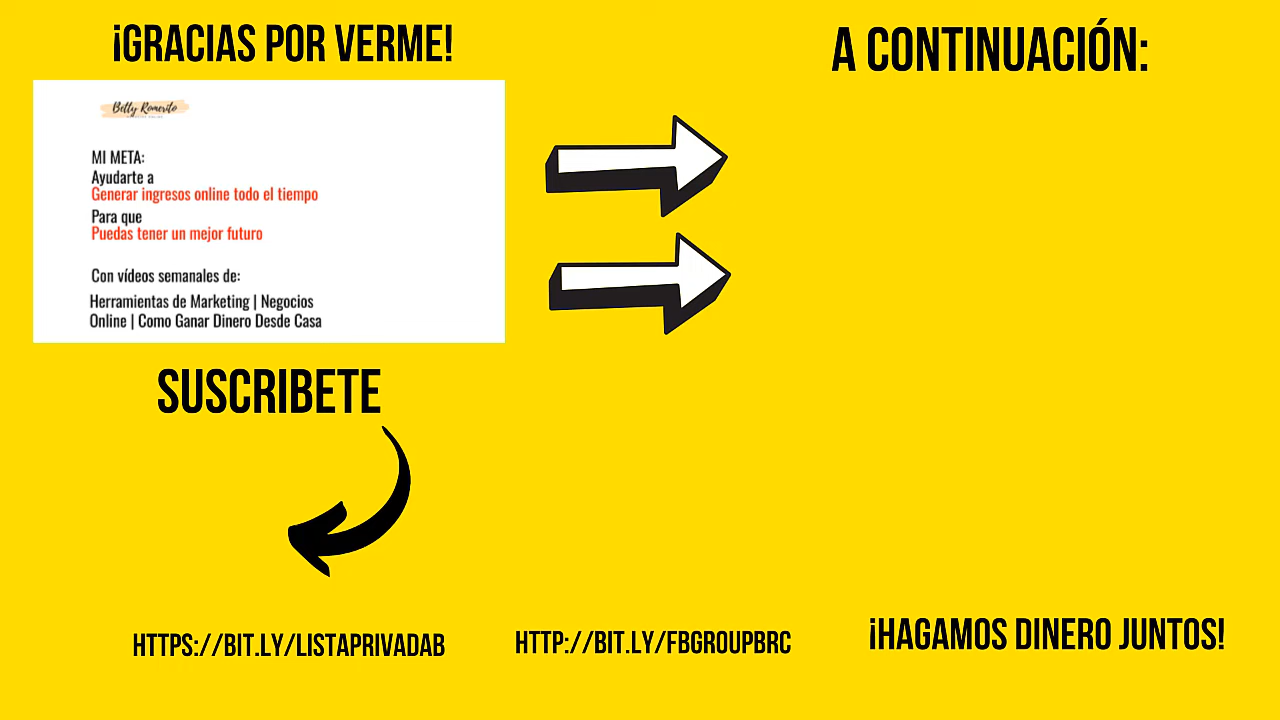 ¡GRACIAS POR VERME!
A CONTINUACIÓN:
Betty Romerito
MI META:
Ayudarte a
Generar ingresos online todo el tiempo
Para que
Puedas tener un mejor futuro
Con vídeos semanales de:
Herramientas de Marketing | Negocios
Online | Como Ganar Dinero Desde Casa
SUSCRIBETE
HTTPS://BIT.LY/LISTAPRIVADAB
HTTP://BIT.LY/FBGROUPBRC
¡HAGAMOS DINERO JUNTOS!